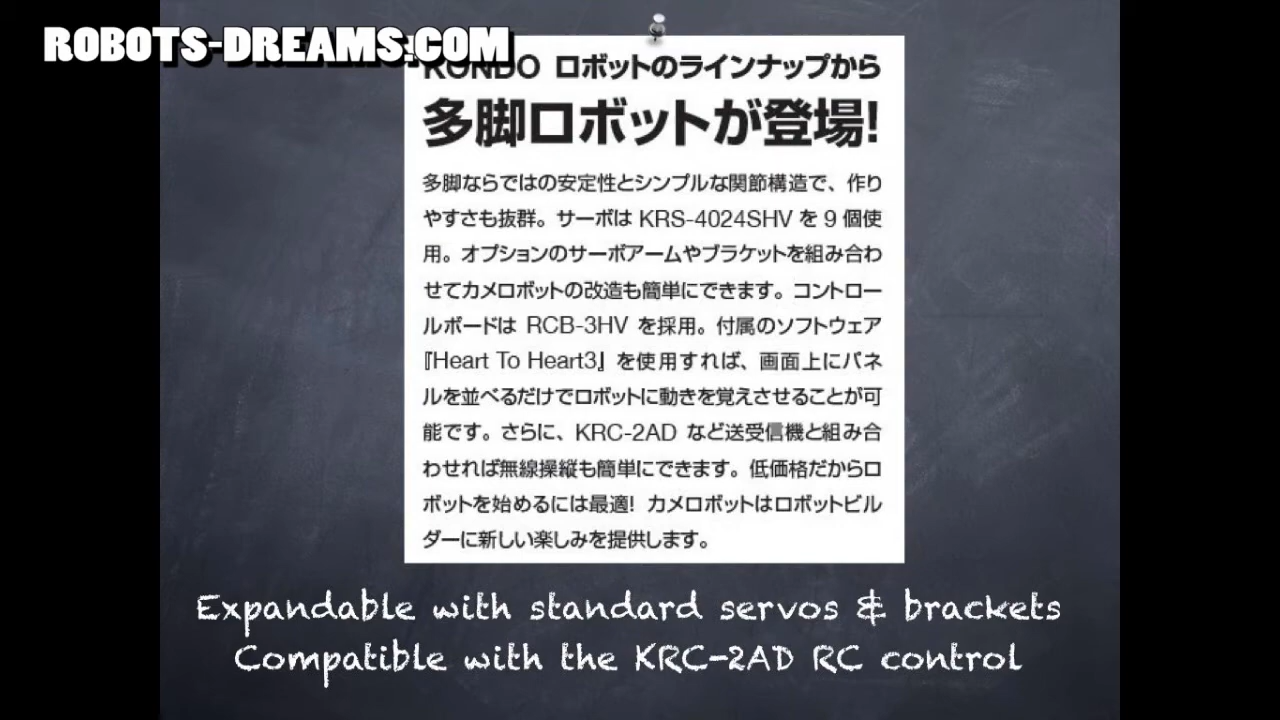 ROBOTS-DREAMS.COM
KONDO ロボットのラインナップから
多脚ロボットが登場!
多脚ならではの安定性とシンプルな関節構造で、作り
やすさも抜群。サーボは KRS-4024SHV を 9 個使
用。オプションのサーボアームやブラケットを組み合わ
せてカメロボットの改造も簡単にできます。コントロー
ルボードは RCB-3HV を採用。付属のソフトウェア
『Heart To Heart3』を使用すれば、画面上にパネ
ルを並べるだけでロボットに動きを覚えさせることが可
能です。さらに、KRC-2AD など送受信機と組み合
わせれば無線操縦も簡単にできます。低価格だからロ
ボットを始めるには最適! カメロボットはロボットビル
ダーに新しい楽しみを提供します。
Expandable with standard servos & brackets
Compatible with the KRC-2AD RC control